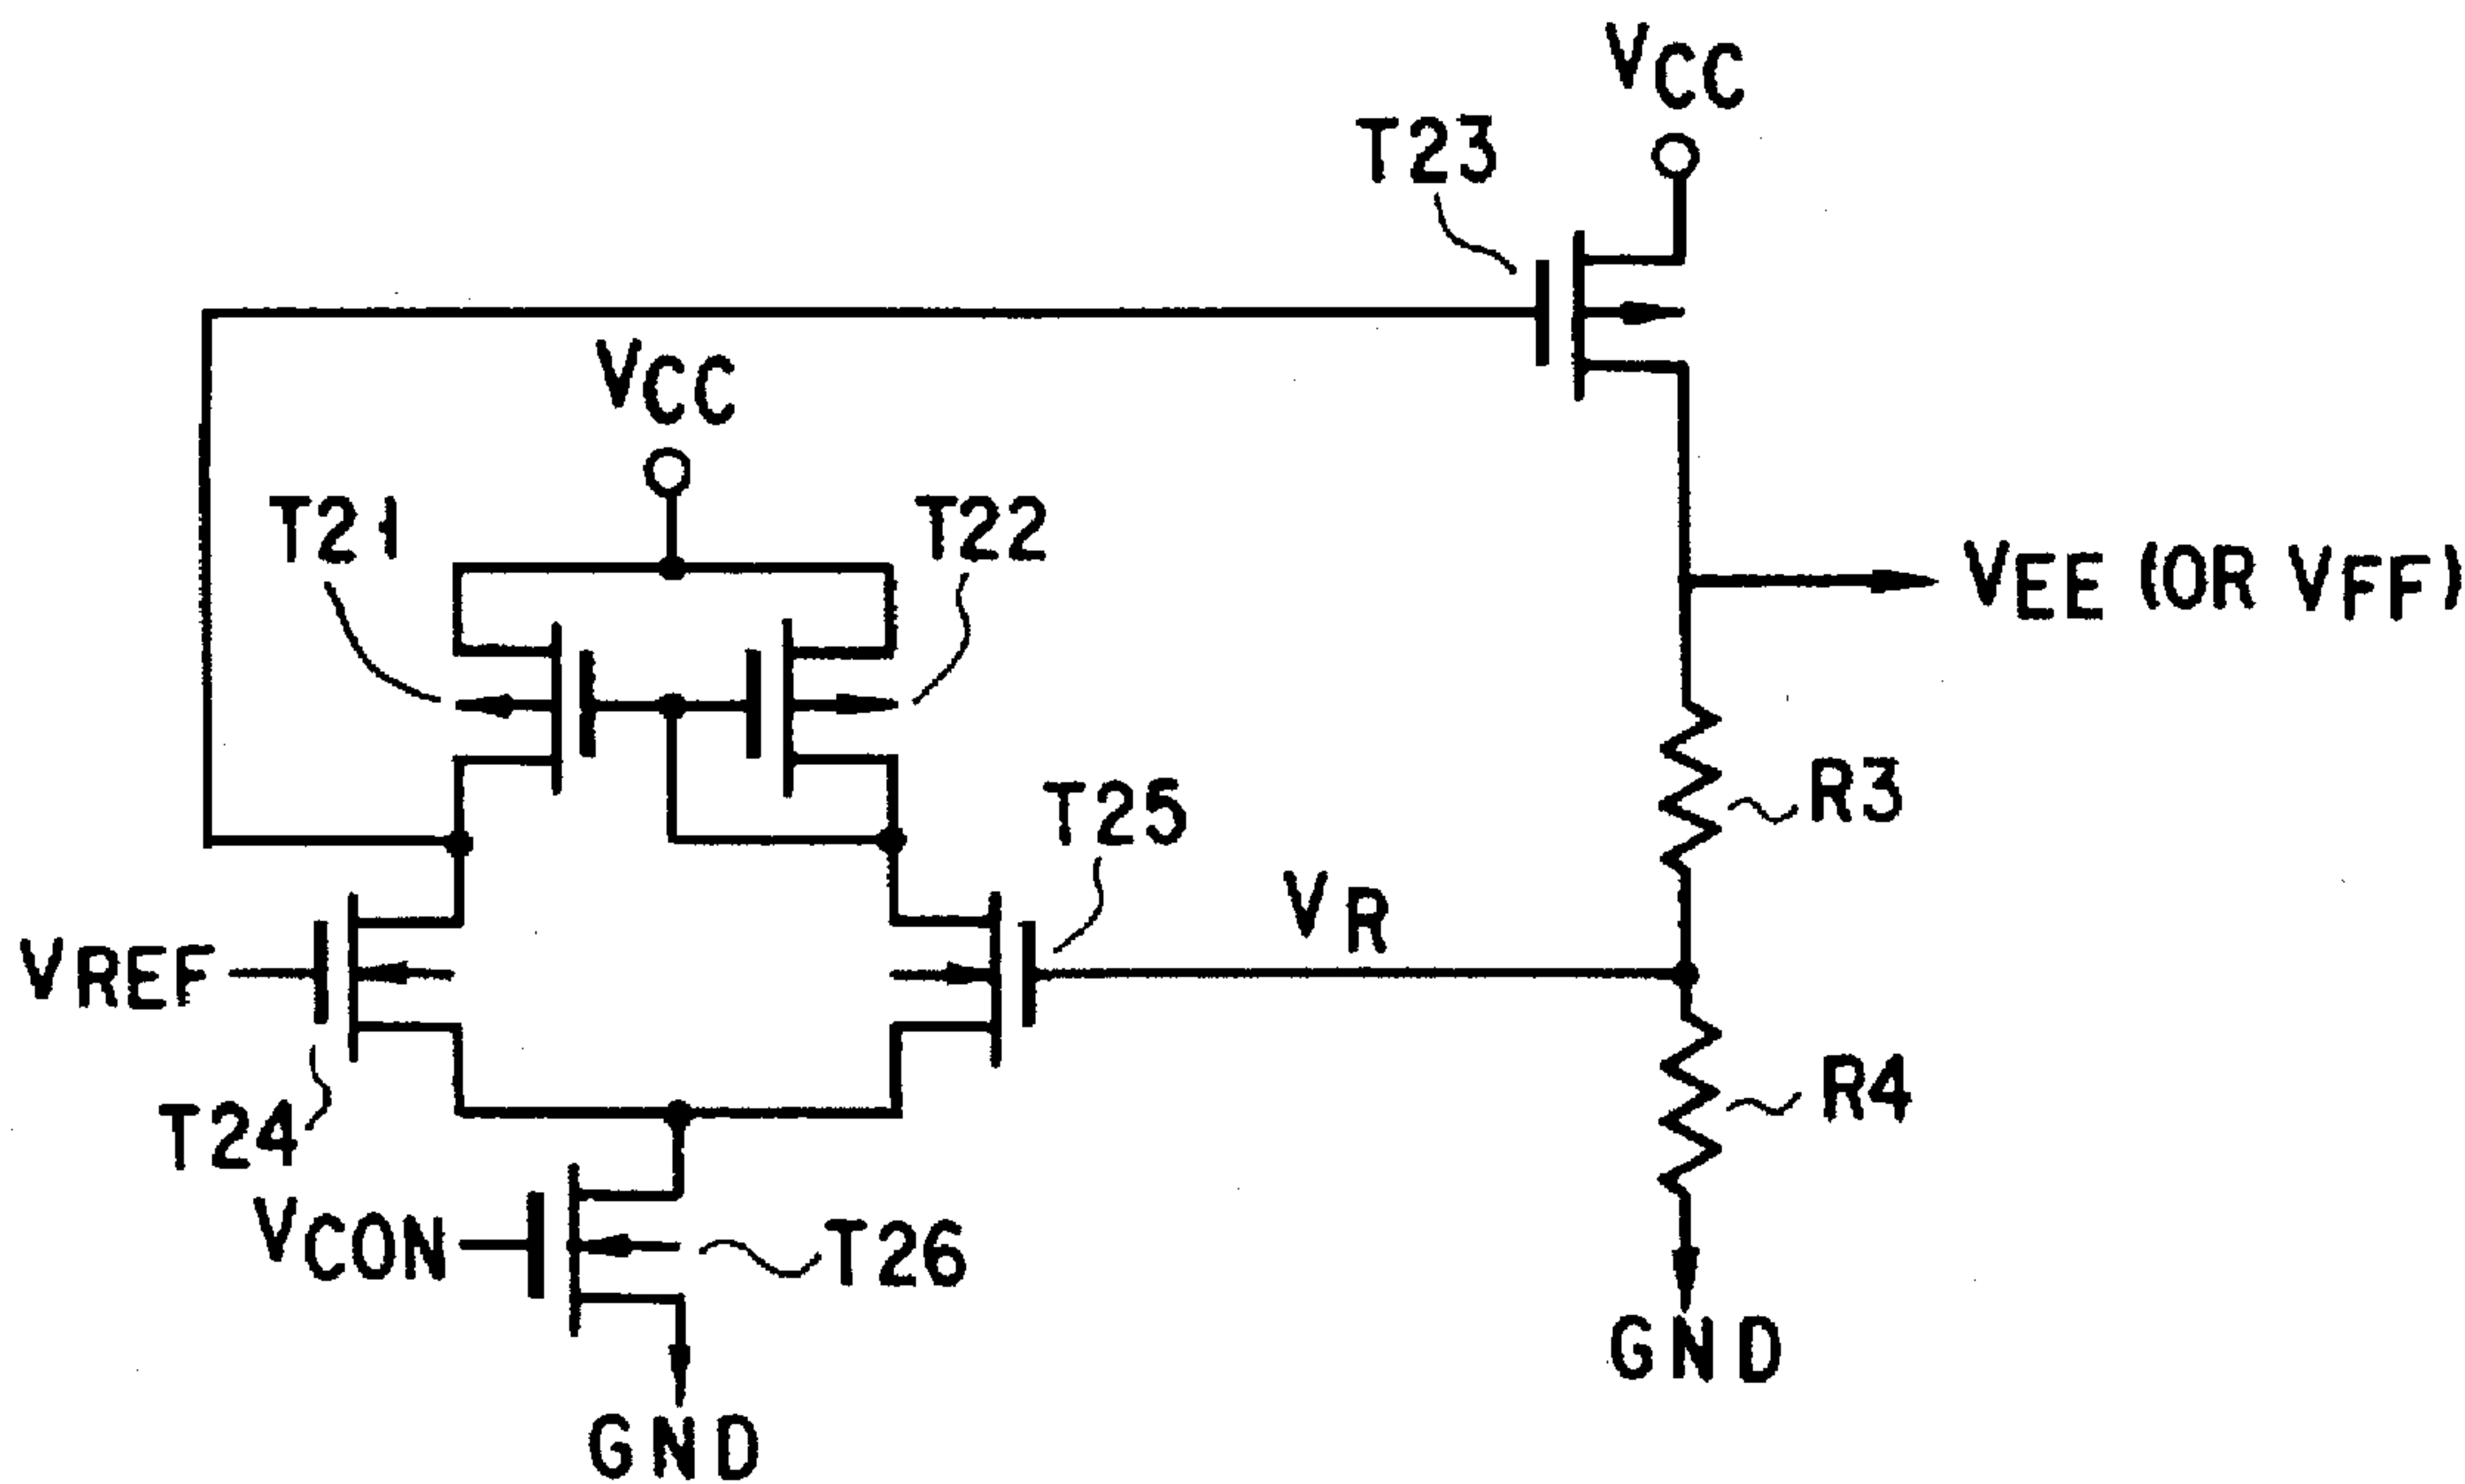 VCC
T23
VCC
T21
T22
VEE (OR VFF)
R3
T25
VR
VREF
R4
T24
VCON
T26
GND
GND